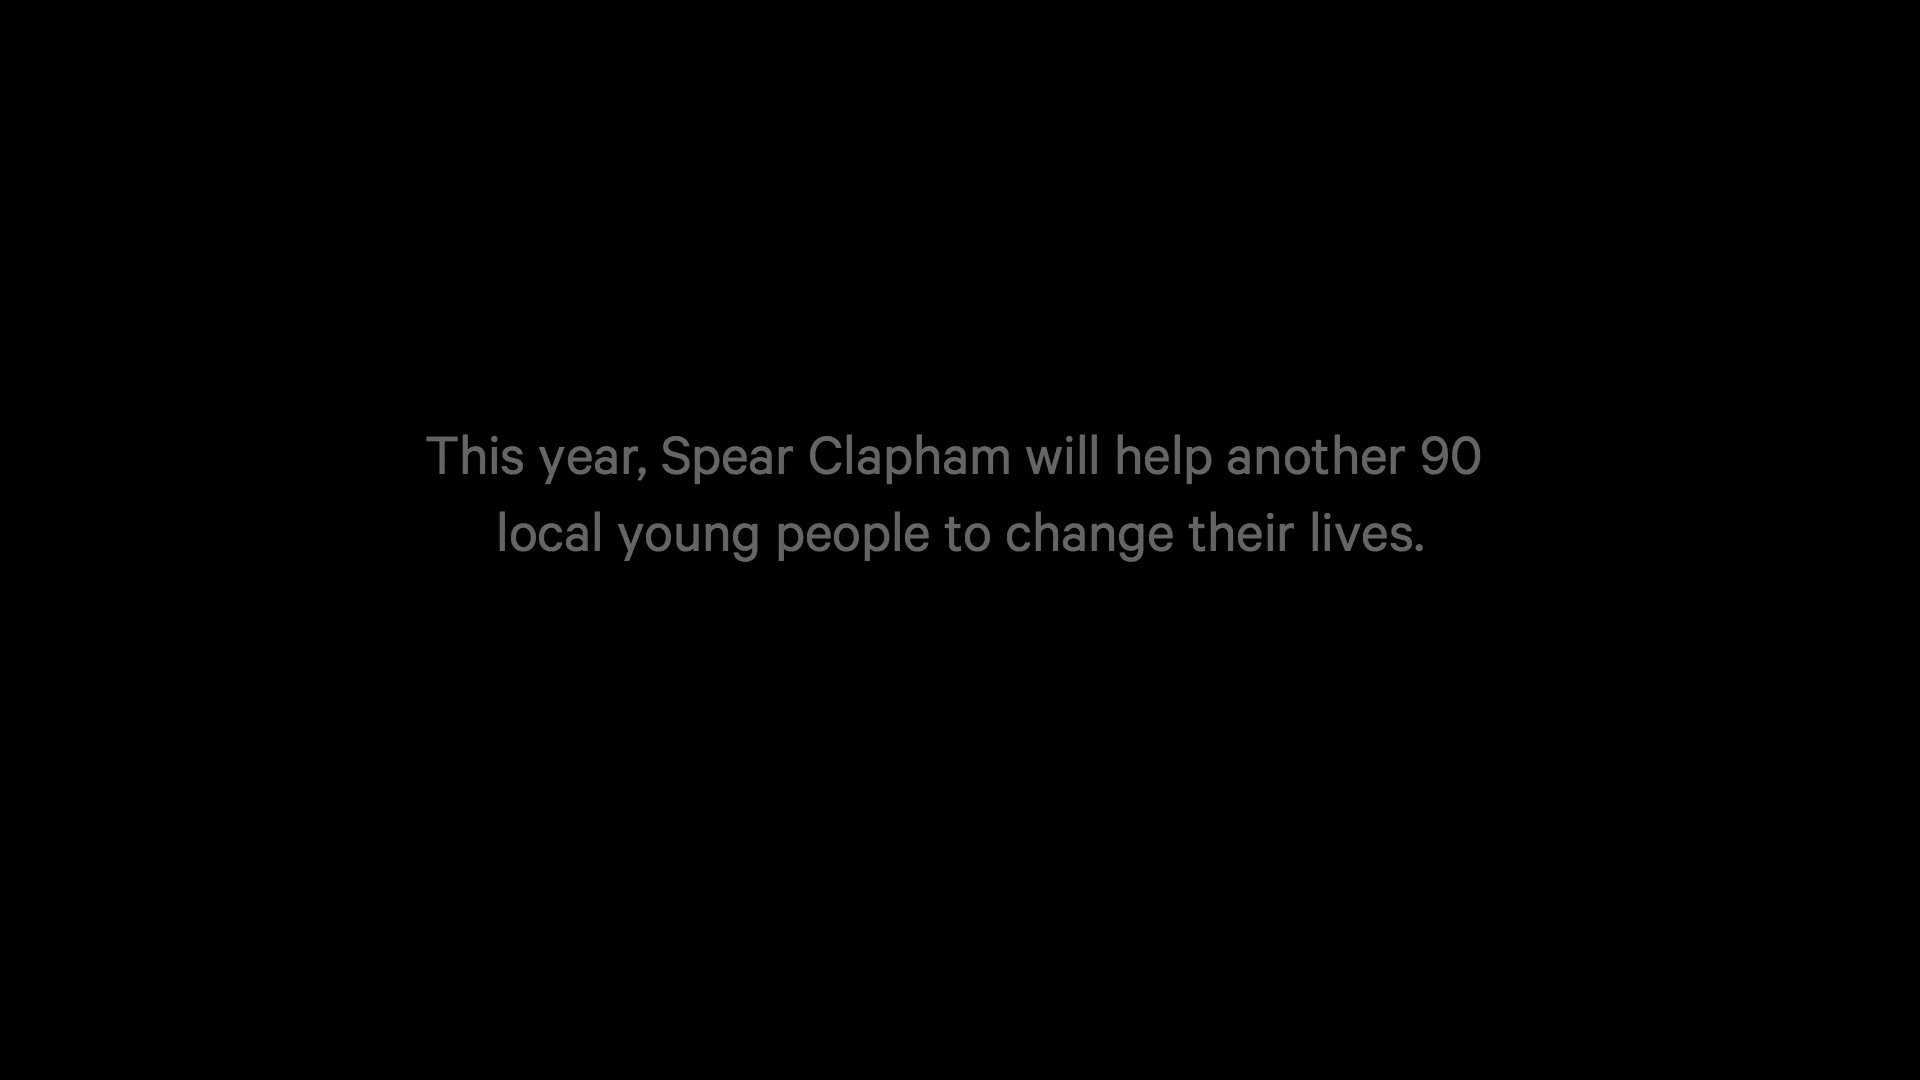 This year, Spear Clapham will help another 90
local young people to change their lives.